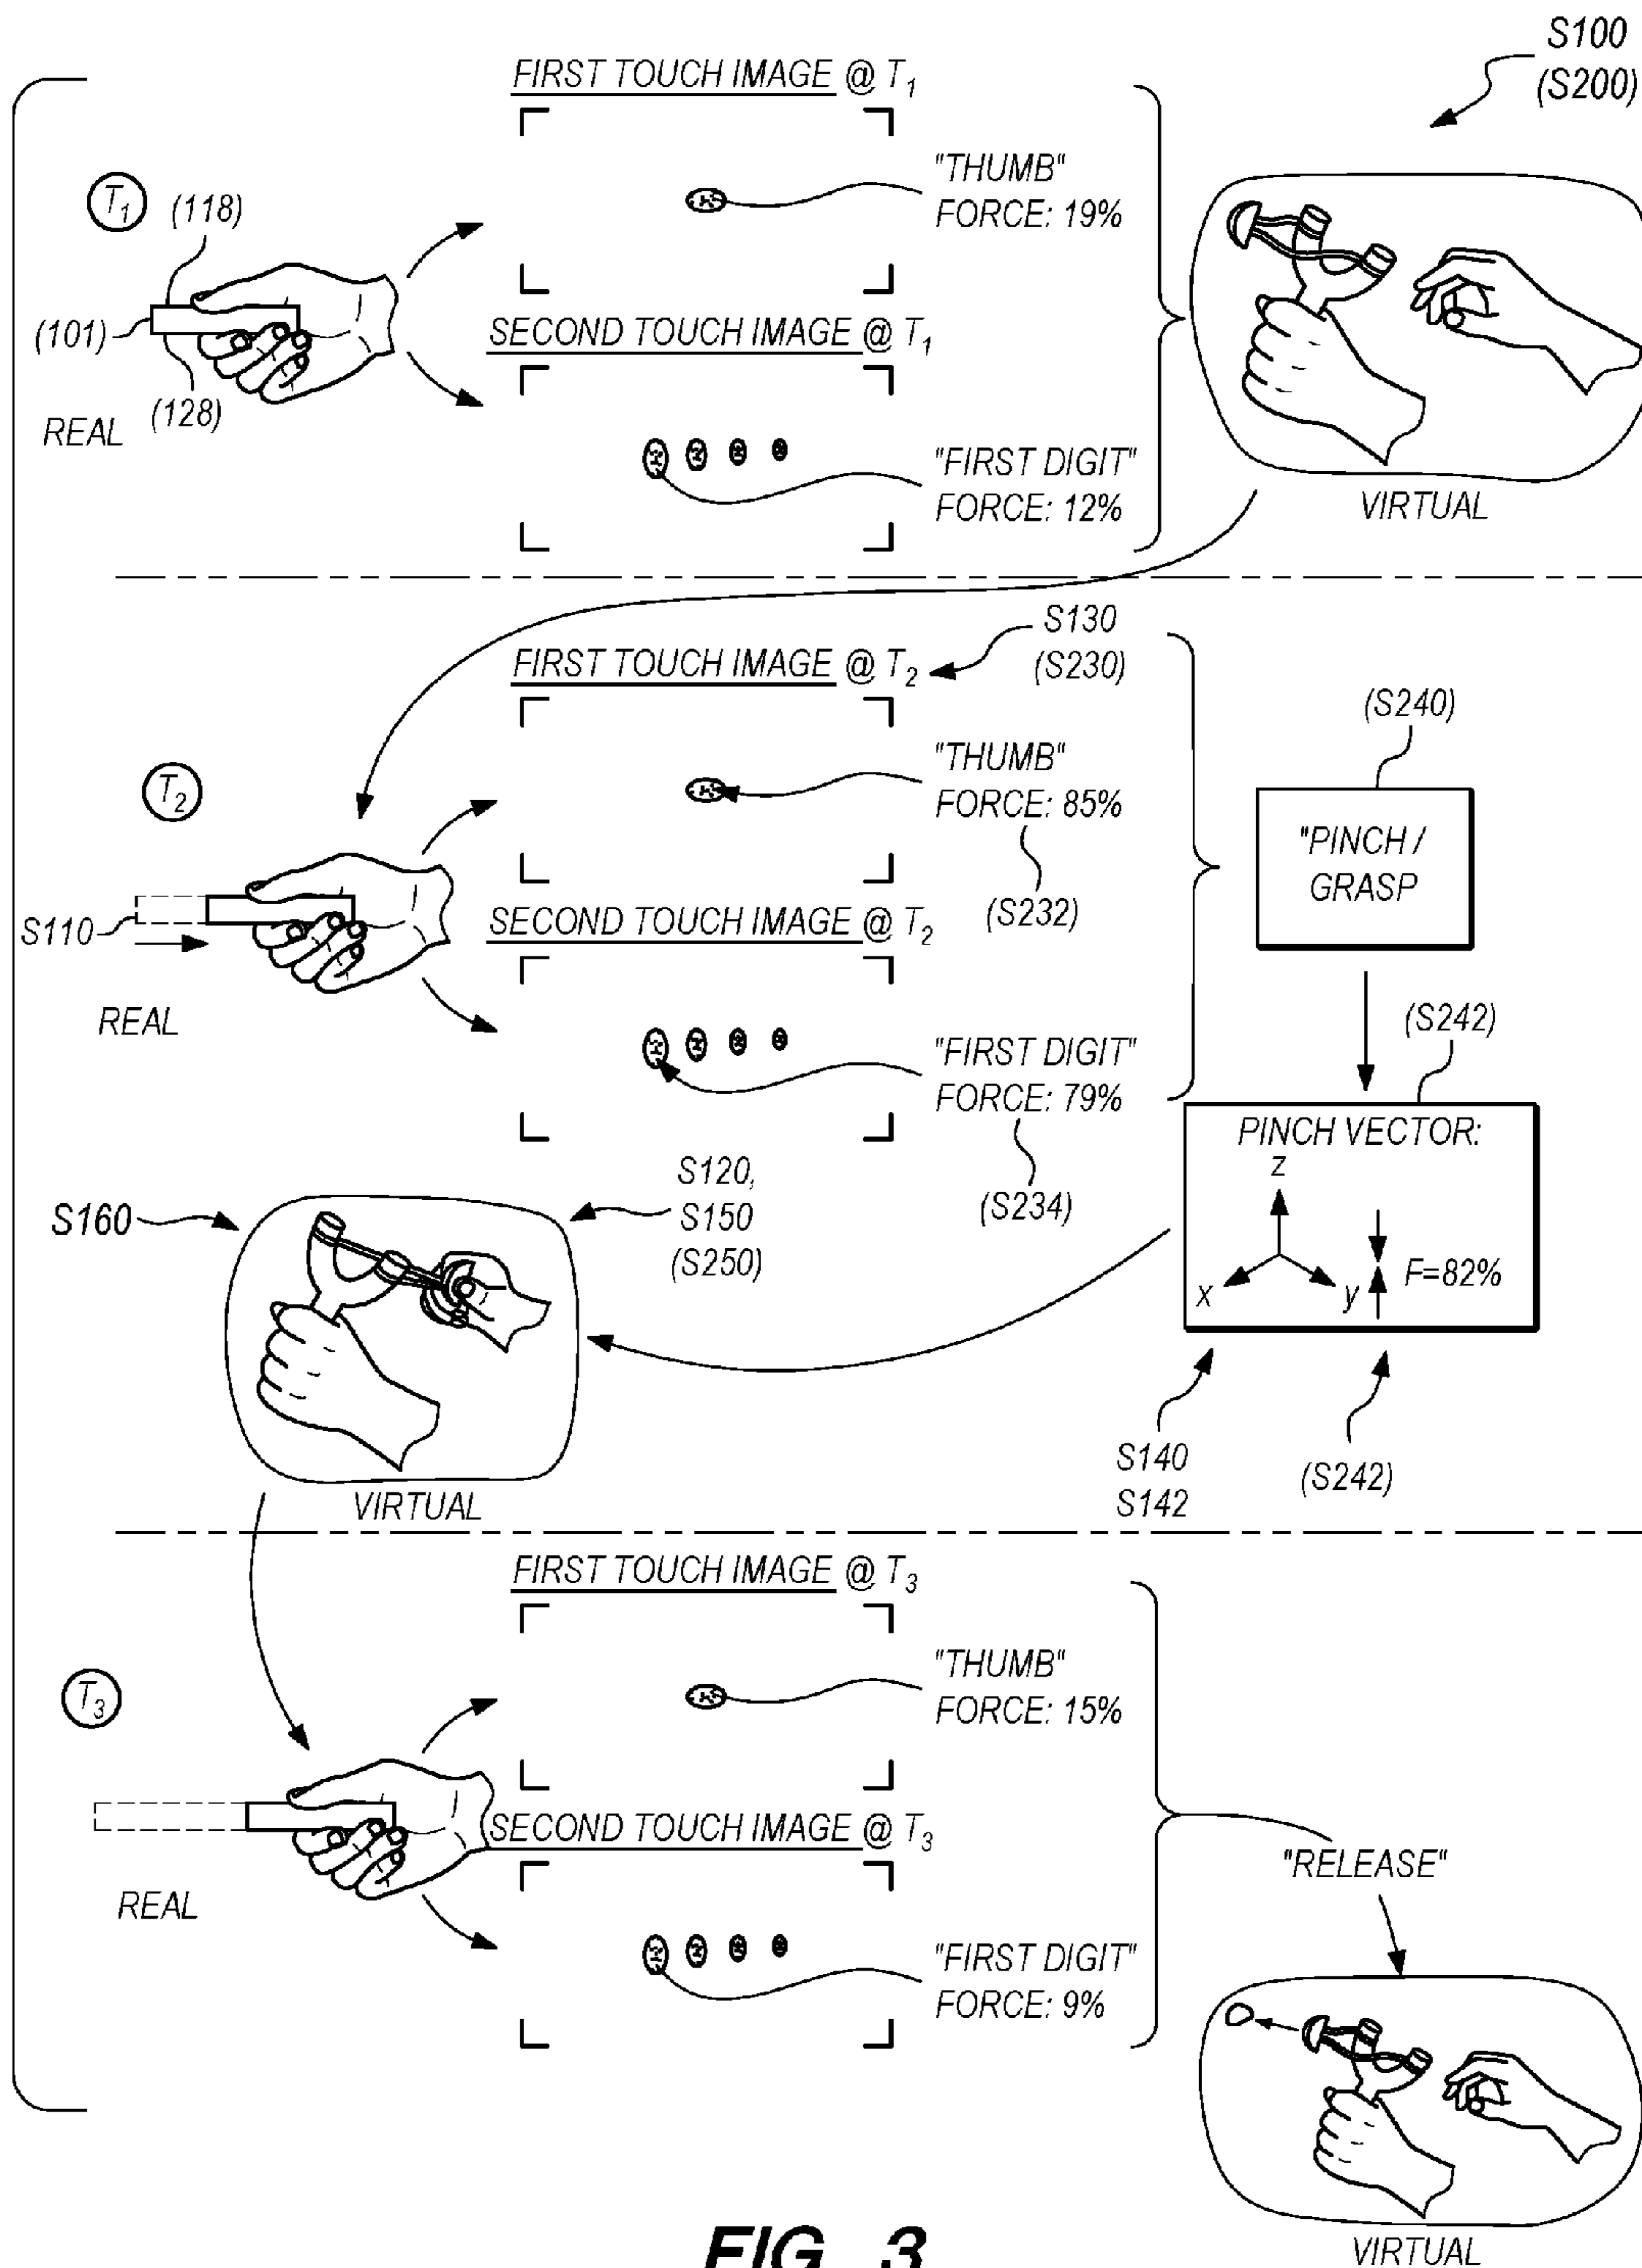 S100
(S200)
FIRST TOUCH IMAGE @ T1
T1
(118)
(101)
(128)
REAL
"THUMB"
FORCE: 19%
SECOND TOUCH IMAGE @ T1
"FIRST DIGIT"
FORCE: 12%
VIRTUAL
FIRST TOUCH IMAGE @ T2
S130
(S230)
T2
S110
REAL
"THUMB"
FORCE: 85%
(S232)
SECOND TOUCH IMAGE @ T2
"FIRST DIGIT"
FORCE: 79%
(S234)
(S240)
"PINCH /
GRASP
(S242)
PINCH VECTOR:
z
x
y
F=82%
S140
S142
(S242)
S160
S120,
S150
(S250)
VIRTUAL
FIRST TOUCH IMAGE @ T3
T3
REAL
"THUMB"
FORCE: 15%
SECOND TOUCH IMAGE @ T3
"FIRST DIGIT"
FORCE: 9%
"RELEASE"
VIRTUAL
FIG. 3